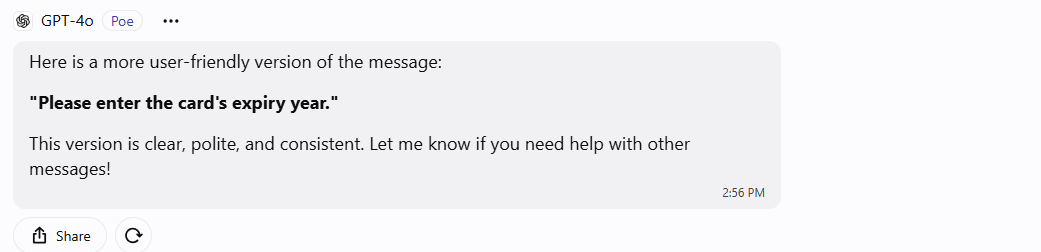 GPT-4o Poe
Here is a more user-friendly version of the message:
"Please enter the card's expiry year."
This version is clear, polite, and consistent. Let me know if you need help with other
messages!
2:56 PM
Share